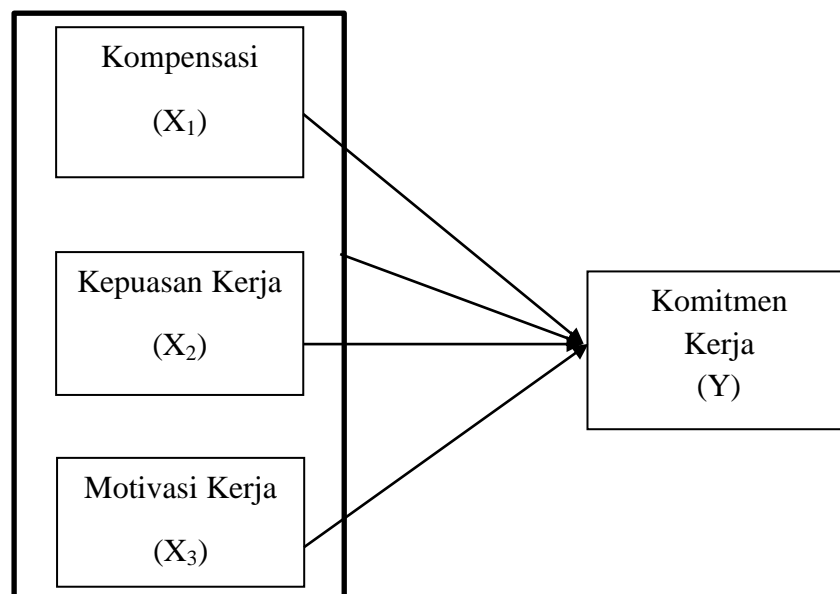 Kompensasi
(X₁)
Kepuasan Kerja
(X₂)
Motivasi Kerja
(X₃)
Komitmen
Kerja
(Y)